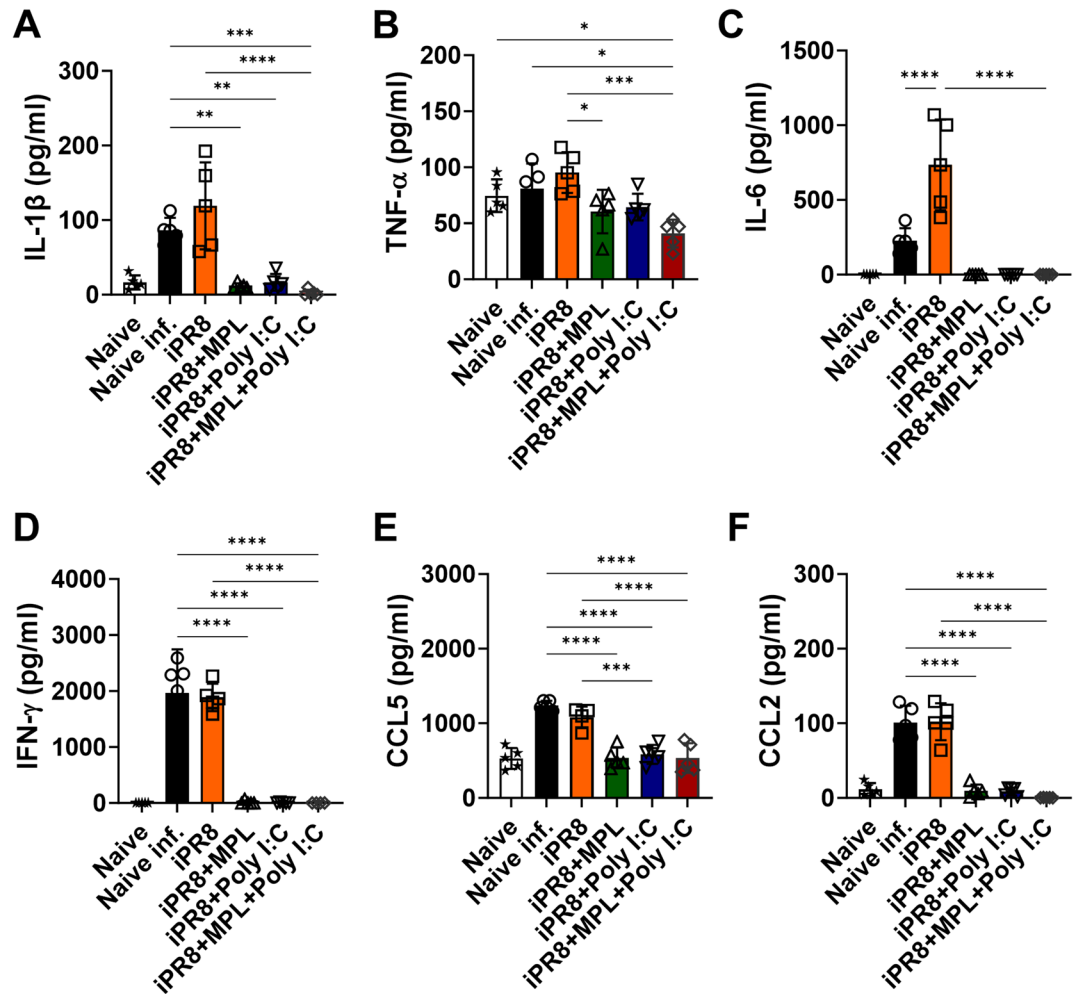 A
***
****
**
**
IL-1β (pg/ml)
300
200
100
0
Naive
Naive inf.
iPR8
iPR8+MPL
iPR8+Poly I:C
iPR8+MPL+Poly I:C
B
*
*
***
*
TNF-α (pg/ml)
200
150
100
50
0
Naive
Naive inf.
iPR8
iPR8+MPL
iPR8+Poly I:C
iPR8+MPL+Poly I:C
C
**** ****
IL-6 (pg/ml)
1500
1000
500
0
Naive
Naive inf.
iPR8
iPR8+MPL
iPR8+Poly I:C
iPR8+MPL+Poly I:C
D
****
****
****
****
IFN-γ (pg/ml)
4000
3000
2000
1000
0
Naive
Naive inf.
iPR8
iPR8+MPL
iPR8+Poly I:C
iPR8+MPL+Poly I:C
E
****
****
****
****
***
CCL5 (pg/ml)
3000
2000
1000
0
Naive
Naive inf.
iPR8
iPR8+MPL
iPR8+Poly I:C
iPR8+MPL+Poly I:C
F
****
****
****
****
CCL2 (pg/ml)
300
200
100
0
Naive
Naive inf.
iPR8
iPR8+MPL
iPR8+Poly I:C
iPR8+MPL+Poly I:C